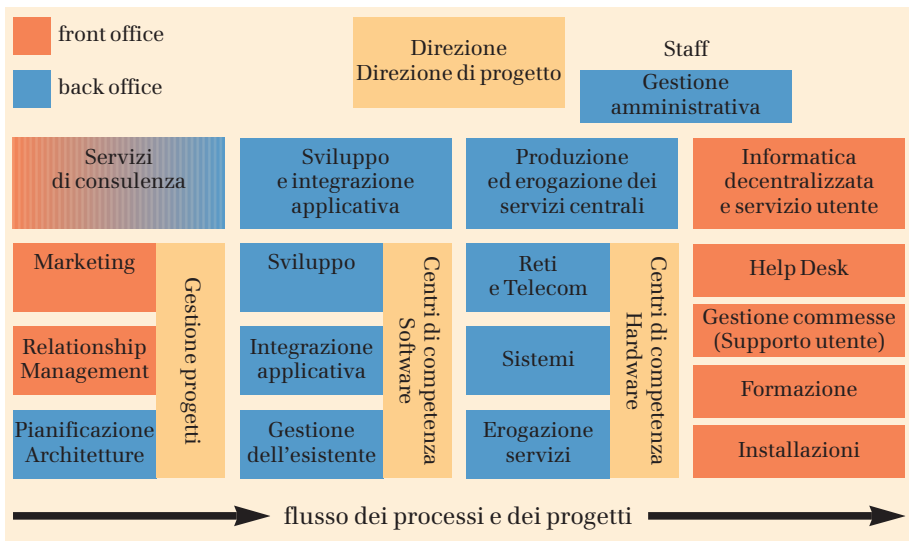 front office
back office
Direzione
Direzione di progetto
Staff
Gestione
amministrativa
Servizi
di consulenza
Sviluppo
e integrazione
applicativa
Produzione
ed erogazione dei
servizi centrali
Informatica
decentralizzata
e servizio utente
Marketing
Relationship
Management
Pianificazione
Architetture
Gestione progetti
Sviluppo
Integrazione
applicativa
Gestione
dell'esistente
Centri di competenza
Software
Reti
e Telecom
Sistemi
Erogazione
servizi
Centri di competenza
Hardware
Help Desk
Gestione commesse
(Supporto utente)
Formazione
Installazioni
flusso dei processi e dei progetti